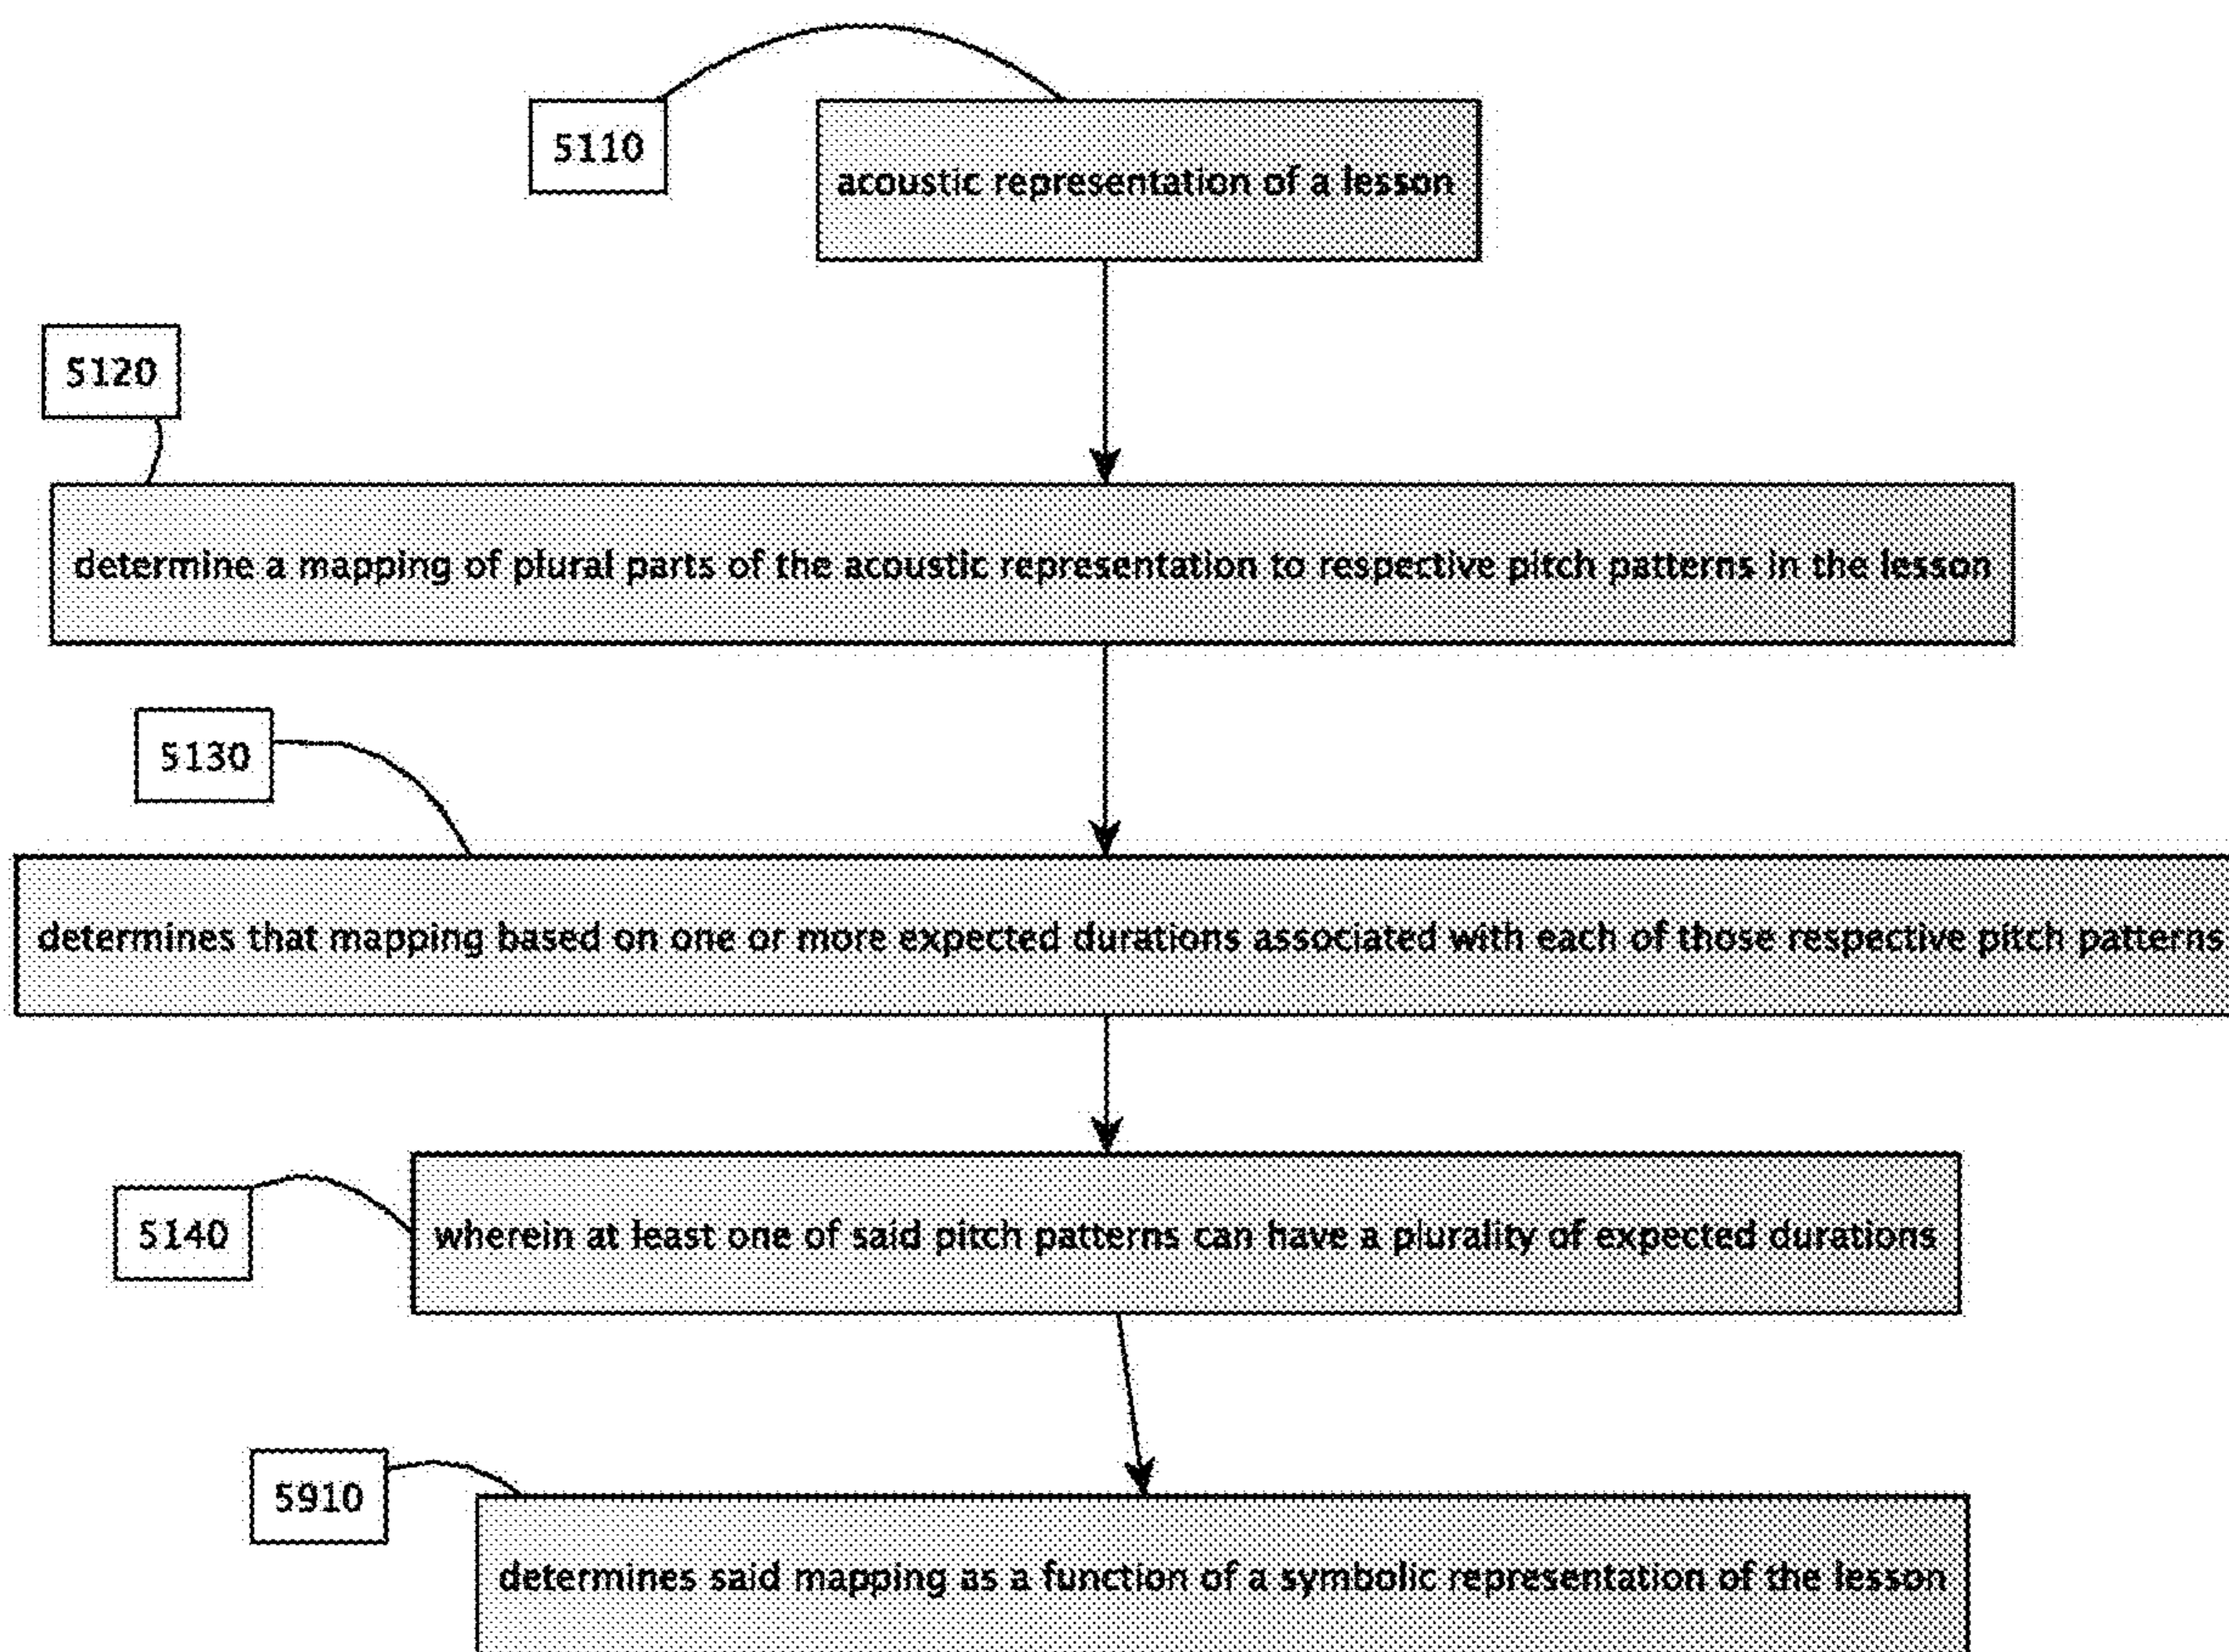 5110
acoustic representation of a lesson
5120
determine a mapping of plural parts of the acoustic representation to respective pitch patterns in the lesson
5130
determines that mapping based on one or more expected durations associated with each of those respective pitch patterns
5140
wherein at least one of said pitch patterns can have a plurality of expected durations
5910
determines said mapping as a function of a symbolic representation of the lesson